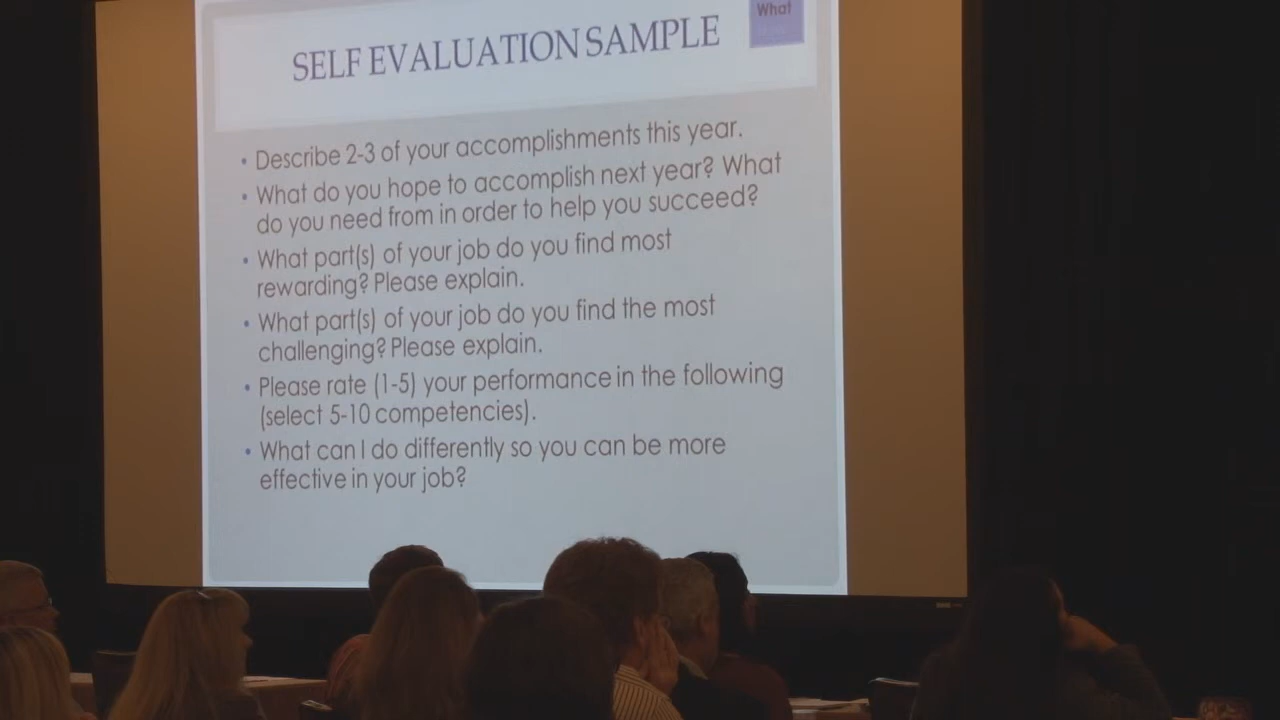 What
SELF EVALUATION SAMPLE
• Describe 2-3 of your accomplishments this year.
• What do you hope to accomplish next year? What
do you need from in order to help you succeed?
• What part(s) of your job do you find most
rewarding? Please explain.
• What part(s) of your job do you find the most
challenging? Please explain.
• Please rate (1-5) your performance in the following
(select 5-10 competencies).
• What can I do differently so you can be more
effective in your job?